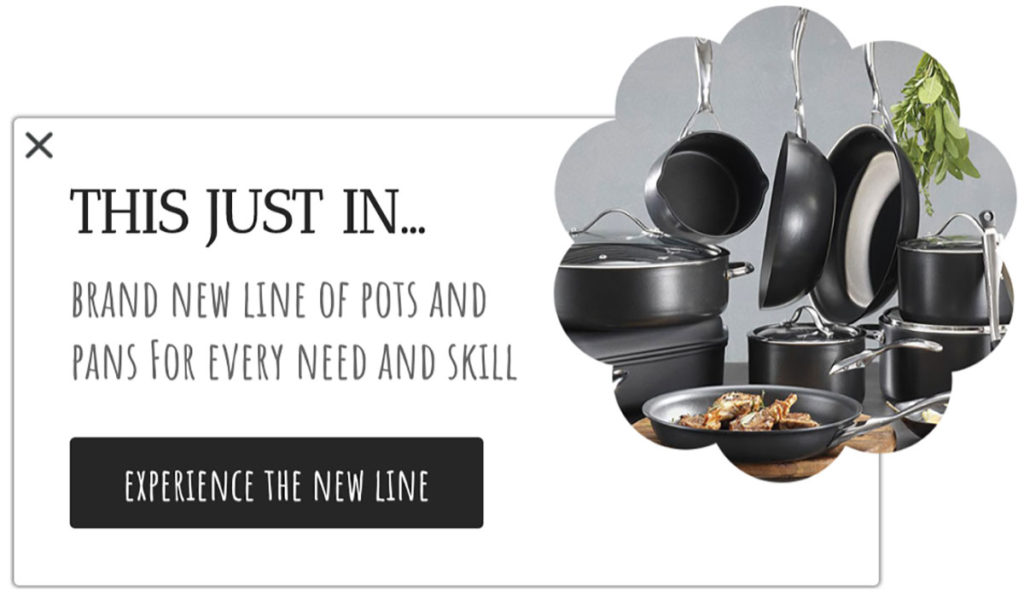 THIS JUST IN...
BRAND NEW LINE OF POTS AND
PANS FOR EVERY NEED AND SKILL
EXPERIENCE THE NEW LINE